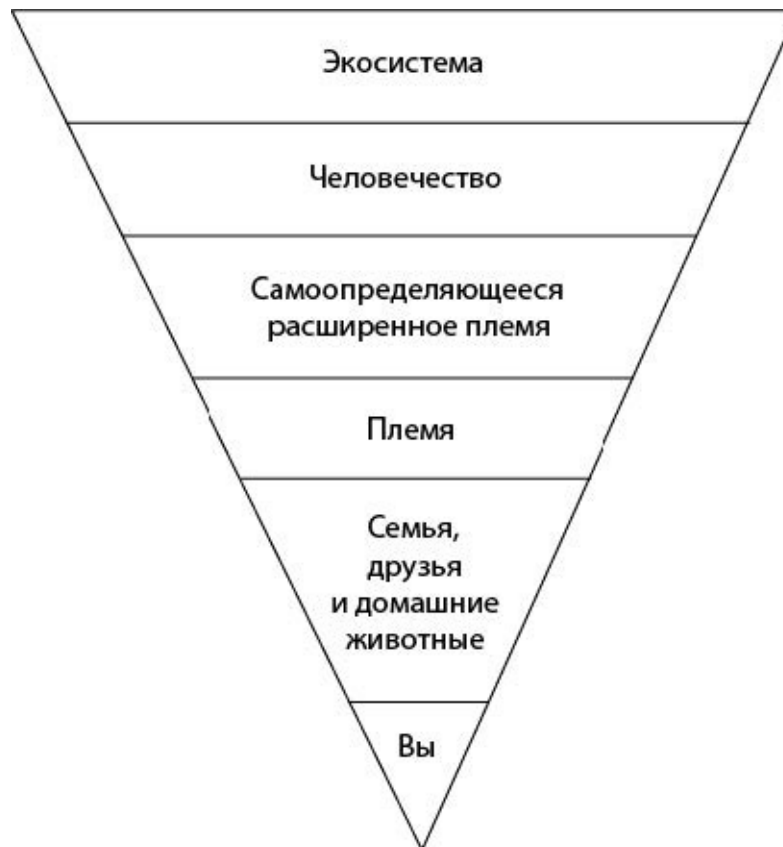 Экосистема
Человечество
Самоопределяющееся
расширенное племя
Племя
Семья,
друзья
и домашние
животные
Вы